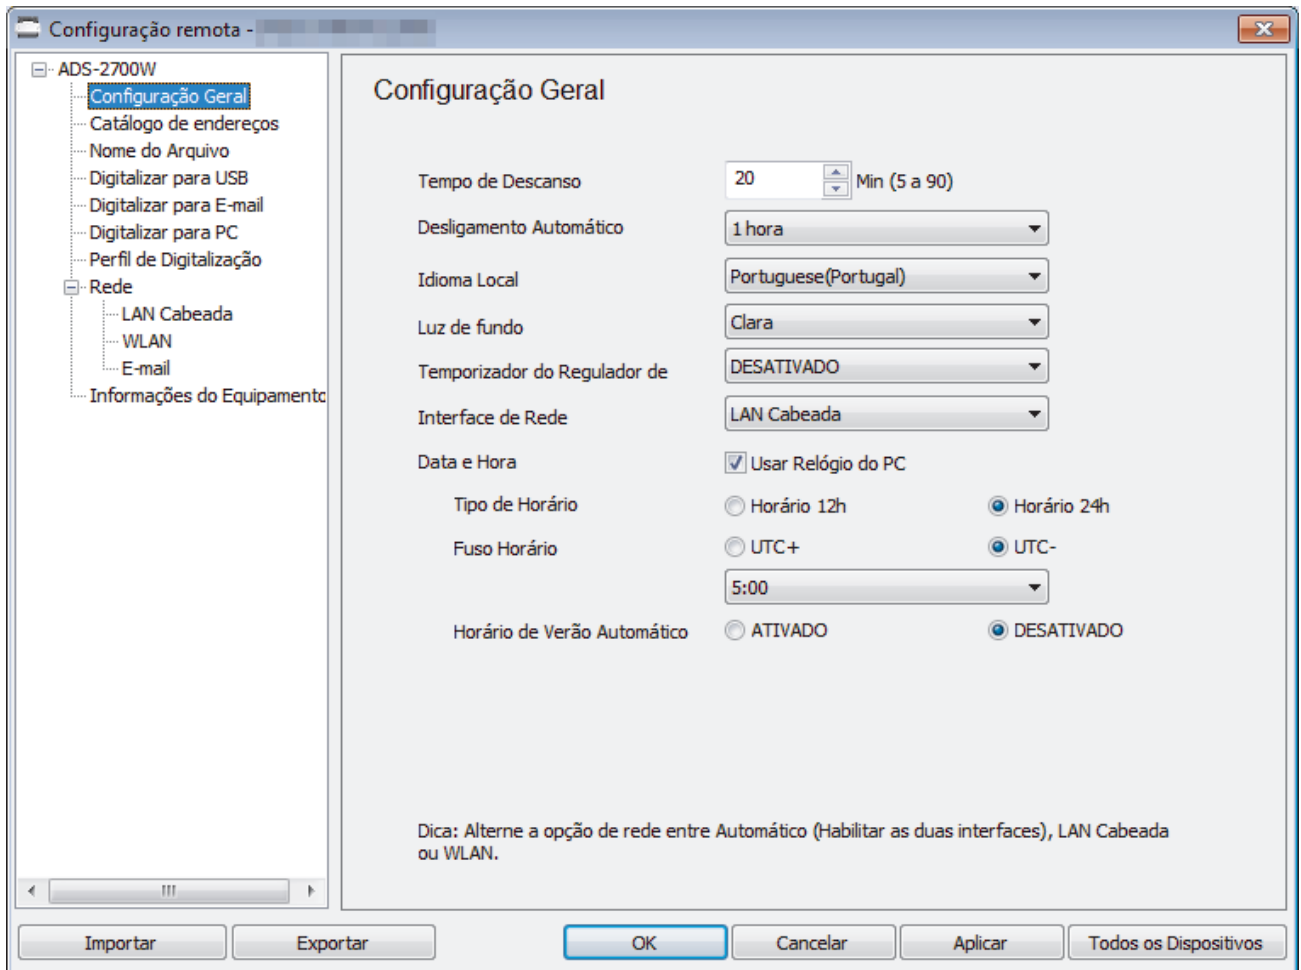 Configuração remota -
ADS-2700W
Configuração Geral
Catálogo de endereços
Nome do Arquivo
Digitalizar para USB
Digitalizar para E-mail
Digitalizar para PC
Perfil de Digitalização
Rede
LAN Cabeada
WLAN
E-mail
Informações do Equipamento
Configuração Geral
Tempo de Descanso 20 Min (5 a 90)
Desligamento Automático 1 hora
Idioma Local Portuguese(Portugal)
Luz de fundo Clara
Temporizador do Regulador de DESATIVADO
Interface de Rede LAN Cabeada
Data e Hora Usar Relógio do PC
Tipo de Horário Horário 12h Horário 24h
Fuso Horário UTC+ UTC-
5:00
Horário de Verão Automático ATIVADO DESATIVADO
Dica: Alterne a opção de rede entre Automático (Habilitar as duas interfaces), LAN Cabeada
ou WLAN.
Importar Exportar OK Cancelar Aplicar Todos os Dispositivos